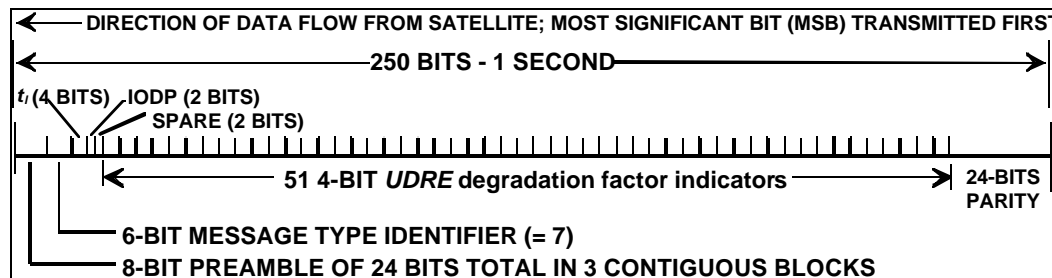 DIRECTION OF DATA FLOW FROM SATELLITE; MOST SIGNIFICANT BIT (MSB) TRANSMITTED FIRST
250 BITS - 1 SECOND
tI (4 BITS)
IODP (2 BITS)
SPARE (2 BITS)
51 4-BIT UDRE degradation factor indicators
24-BITS
PARITY
6-BIT MESSAGE TYPE IDENTIFIER (= 7)
8-BIT PREAMBLE OF 24 BITS TOTAL IN 3 CONTIGUOUS BLOCKS